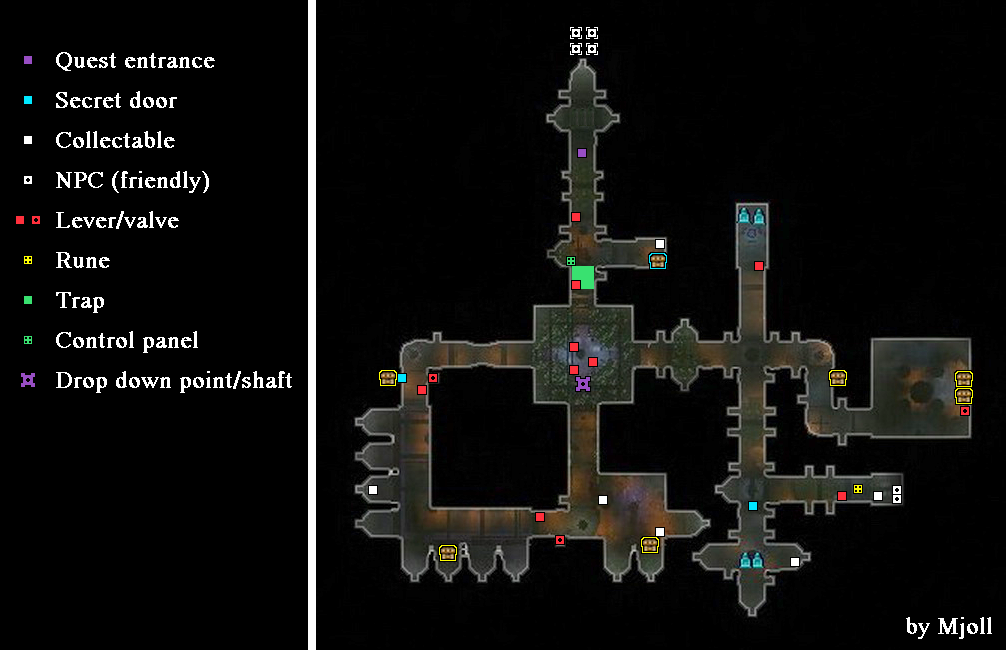 Quest entrance
Secret door
Collectable
NPC (friendly)
Lever/valve
Rune
Trap
Control panel
Drop down point/shaft
by Mjoll